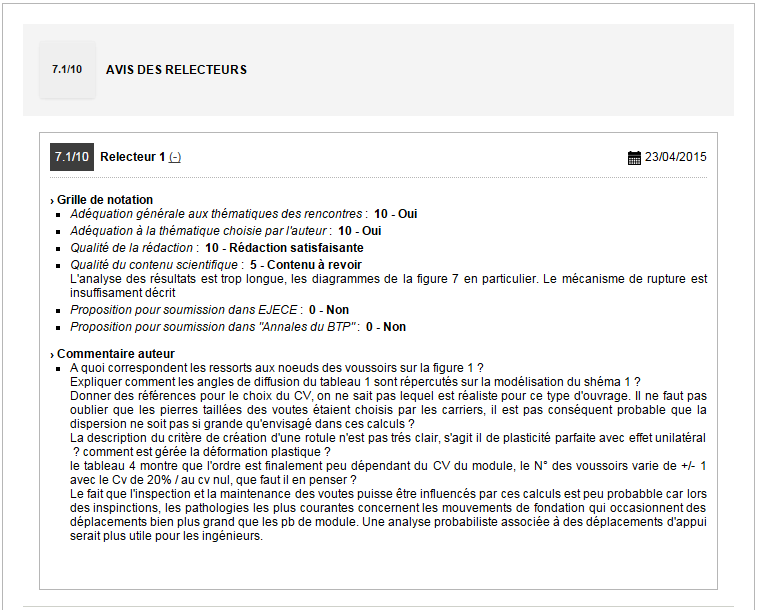 7.1/10 AVIS DES RELECTEURS
7.1/10 Relecteur 1 (-) 23/04/2015
› Grille de notation
▪ Adéquation générale aux thématiques des rontres : 10 - Oui
▪ Adéquation à la thématique choisie par l'auteur : 10 - Oui
▪ Qualité de la rédaction : 10 - Rédaction satisfaisante
▪ Qualité du contenu scientifique : 5 - Contenu à revoir
L'analyse des résultats est trop longue, les diagrammes de la figure 7 en particulier. Le mécanisme de rupture est
insuffisament décrit
▪ Proposition pour soumission dans EJECE : 0 - Non
▪ Proposition pour soumission dans "Annales du BTP" : 0 - Non
› Commentaire auteur
▪ A quoi correspondent les ressorts aux noeuds des voussoirs sur la figure 1 ?
Expliquer comment les angles de diffusion du tableau 1 sont répercutés sur la modélisation du shéma 1 ?
Donner des références pour le choix du CV, on ne sait pas lequel est réaliste pour ce type d'ouvrage. Il ne faut pas
oublier que les pierres taillées des voutes étaient choisis par les carriers, il est pas conséquent probable que la
dispersion ne soit pas si grande qu'envisagé dans ces calculs ?
La description du critère de création d'une rotule n'est pas trés clair, s'agit il de plasticité parfaite avec effet unilatéral
? comment est gérée la déformation plastique ?
le tableau 4 montre que l'ordre est finalement peu dépendant du CV du module, le N° des voussoirs varie de +/- 1
avec le Cv de 20% / au cv nul, que faut il en penser ?
Le fait que l'inspection et la maintenance des voutes puisse être influencés par ces calculs est peu probabble car lors
des inspinctions, les pathologies les plus courantes concernent les mouvements de fondation qui occasionnent des
déplacements bien plus grand que les pb de module. Une analyse probabiliste associée à des déplacements d'appui
serait plus utile pour les ingénieurs.